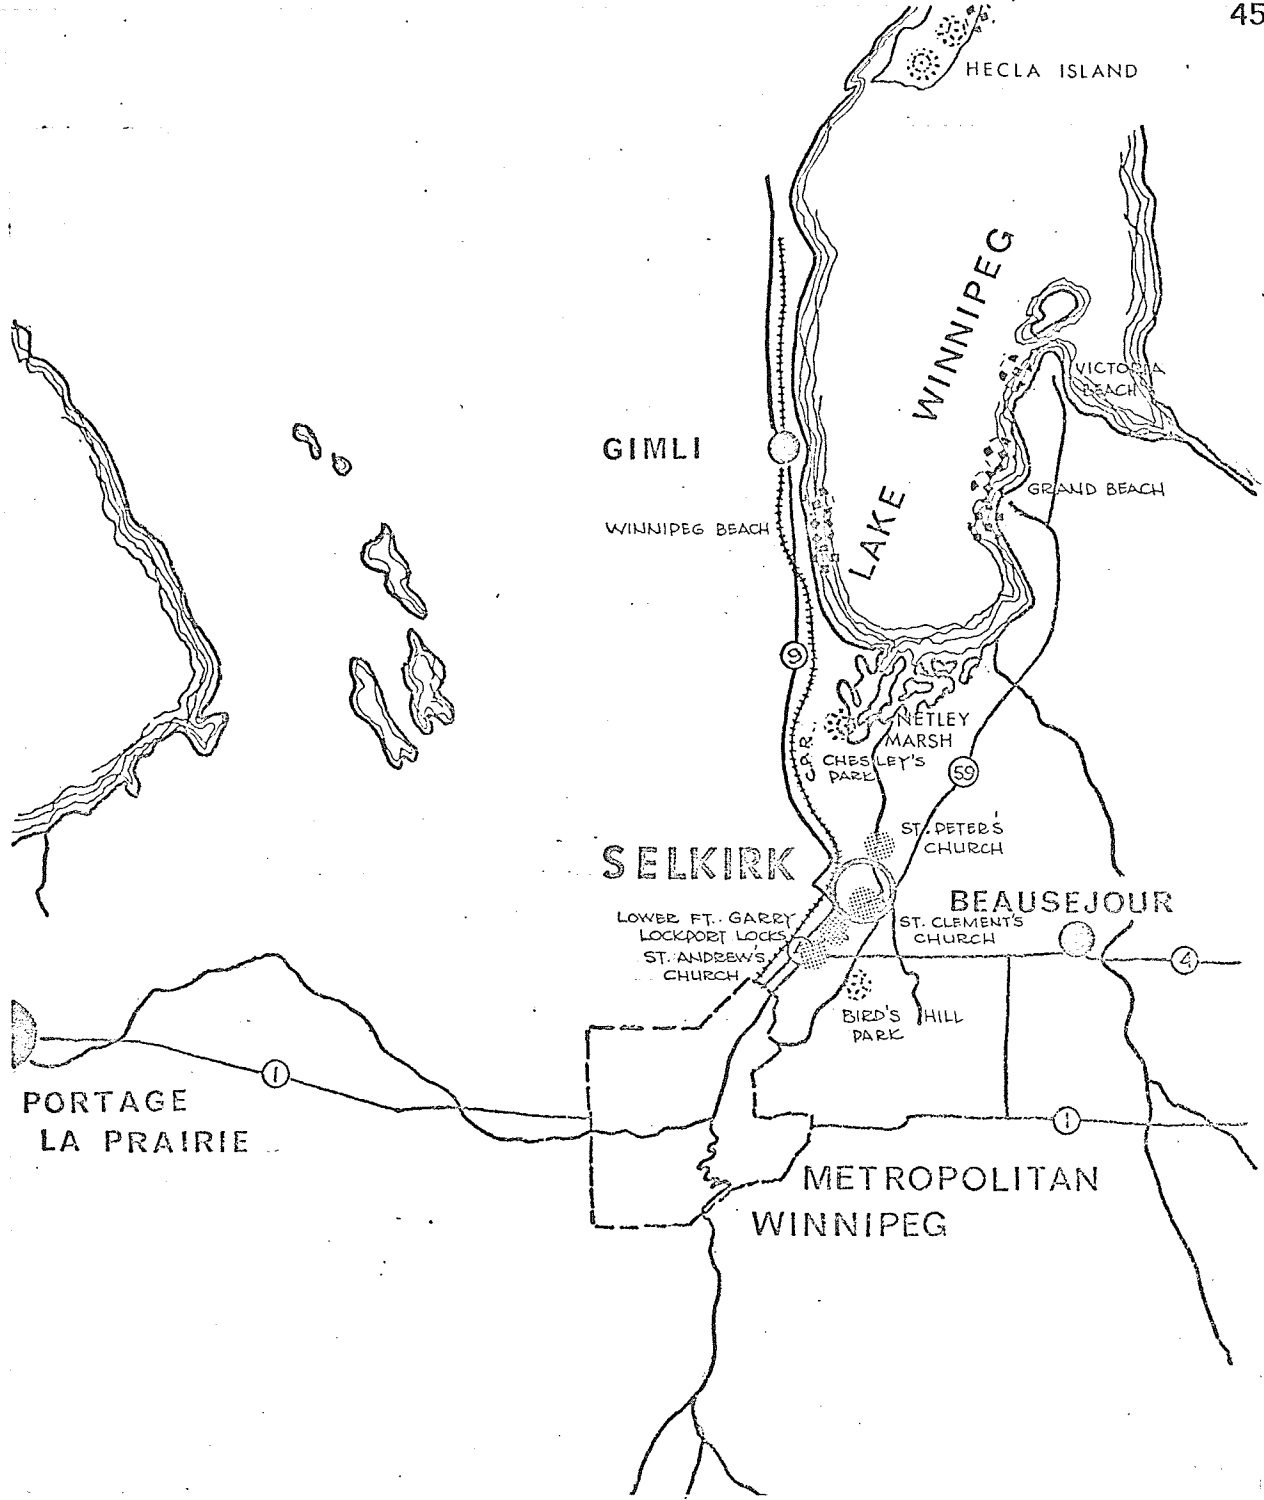 45
HECLA ISLAND
LAKE WINNIPEG
VICTORIA
BEACH
GIMLI
GRAND BEACH
WINNIPEG BEACH
9
NETLEY
MARSH
C.P.R.
CHESLEY'S
PARK
59
ST. PETER'S
CHURCH
SELKIRK
BEAUSEJOUR
LOWER FT. GARRY
LOCKPORT LOCKS
ST. ANDREW'S
CHURCH
ST. CLEMENT'S
CHURCH
4
BIRD'S HILL
PARK
1
PORTAGE
LA PRAIRIE
1
METROPOLITAN
WINNIPEG